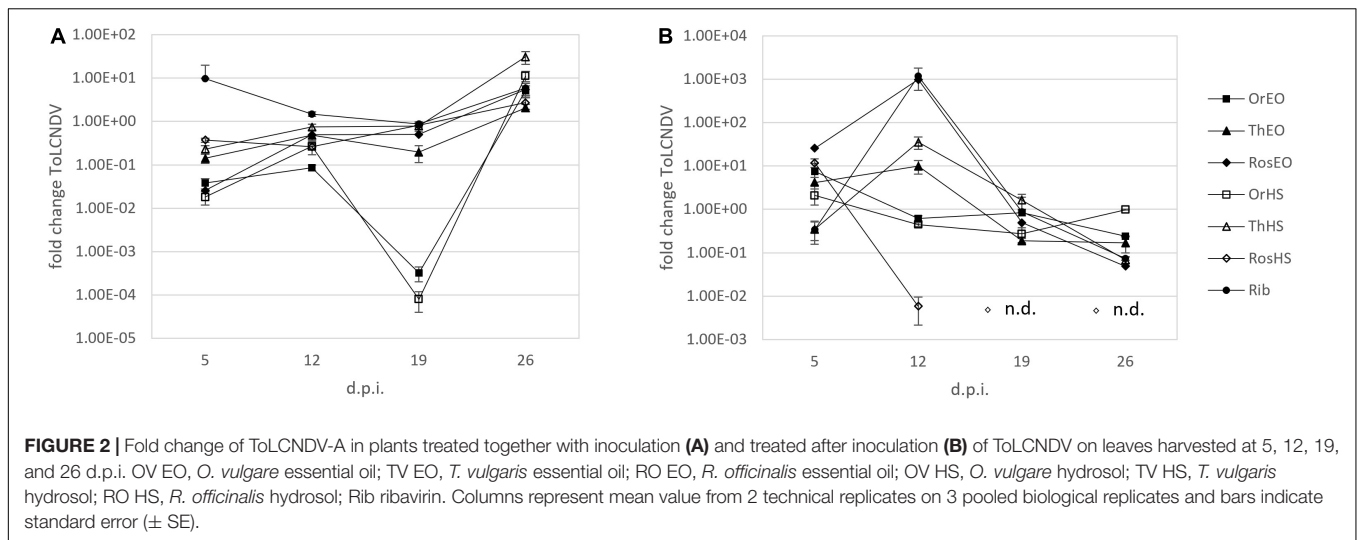 A
1.00E+02
1.00E+01
1.00E+00
1.00E-01
1.00E-02
1.00E-03
1.00E-04
1.00E-05
fold change ToLCNDV
5 12 19 26
d.p.i.
B
1.00E+04
1.00E+03
1.00E+02
1.00E+01
1.00E+00
1.00E-01
1.00E-02
1.00E-03
fold change ToLCNDV
n.d. n.d.
5 12 19 26
d.p.i.
OrEO
ThEO
RosEO
OrHS
ThHS
RosHS
Rib
FIGURE 2 | Fold change of ToLCNDV-A in plants treated together with inoculation (A) and treated after inoculation (B) of ToLCNDV on leaves harvested at 5, 12, 19,
and 26 d.p.i. OV EO, O. vulgare essential oil; TV EO, T. vulgaris essential oil; RO EO, R. officinalis essential oil; OV HS, O. vulgare hydrosol; TV HS, T. vulgaris
hydrosol; RO HS, R. officinalis hydrosol; Rib ribavirin. Columns represent mean value from 2 technical replicates on 3 pooled biological replicates and bars indicate
standard error (± SE).